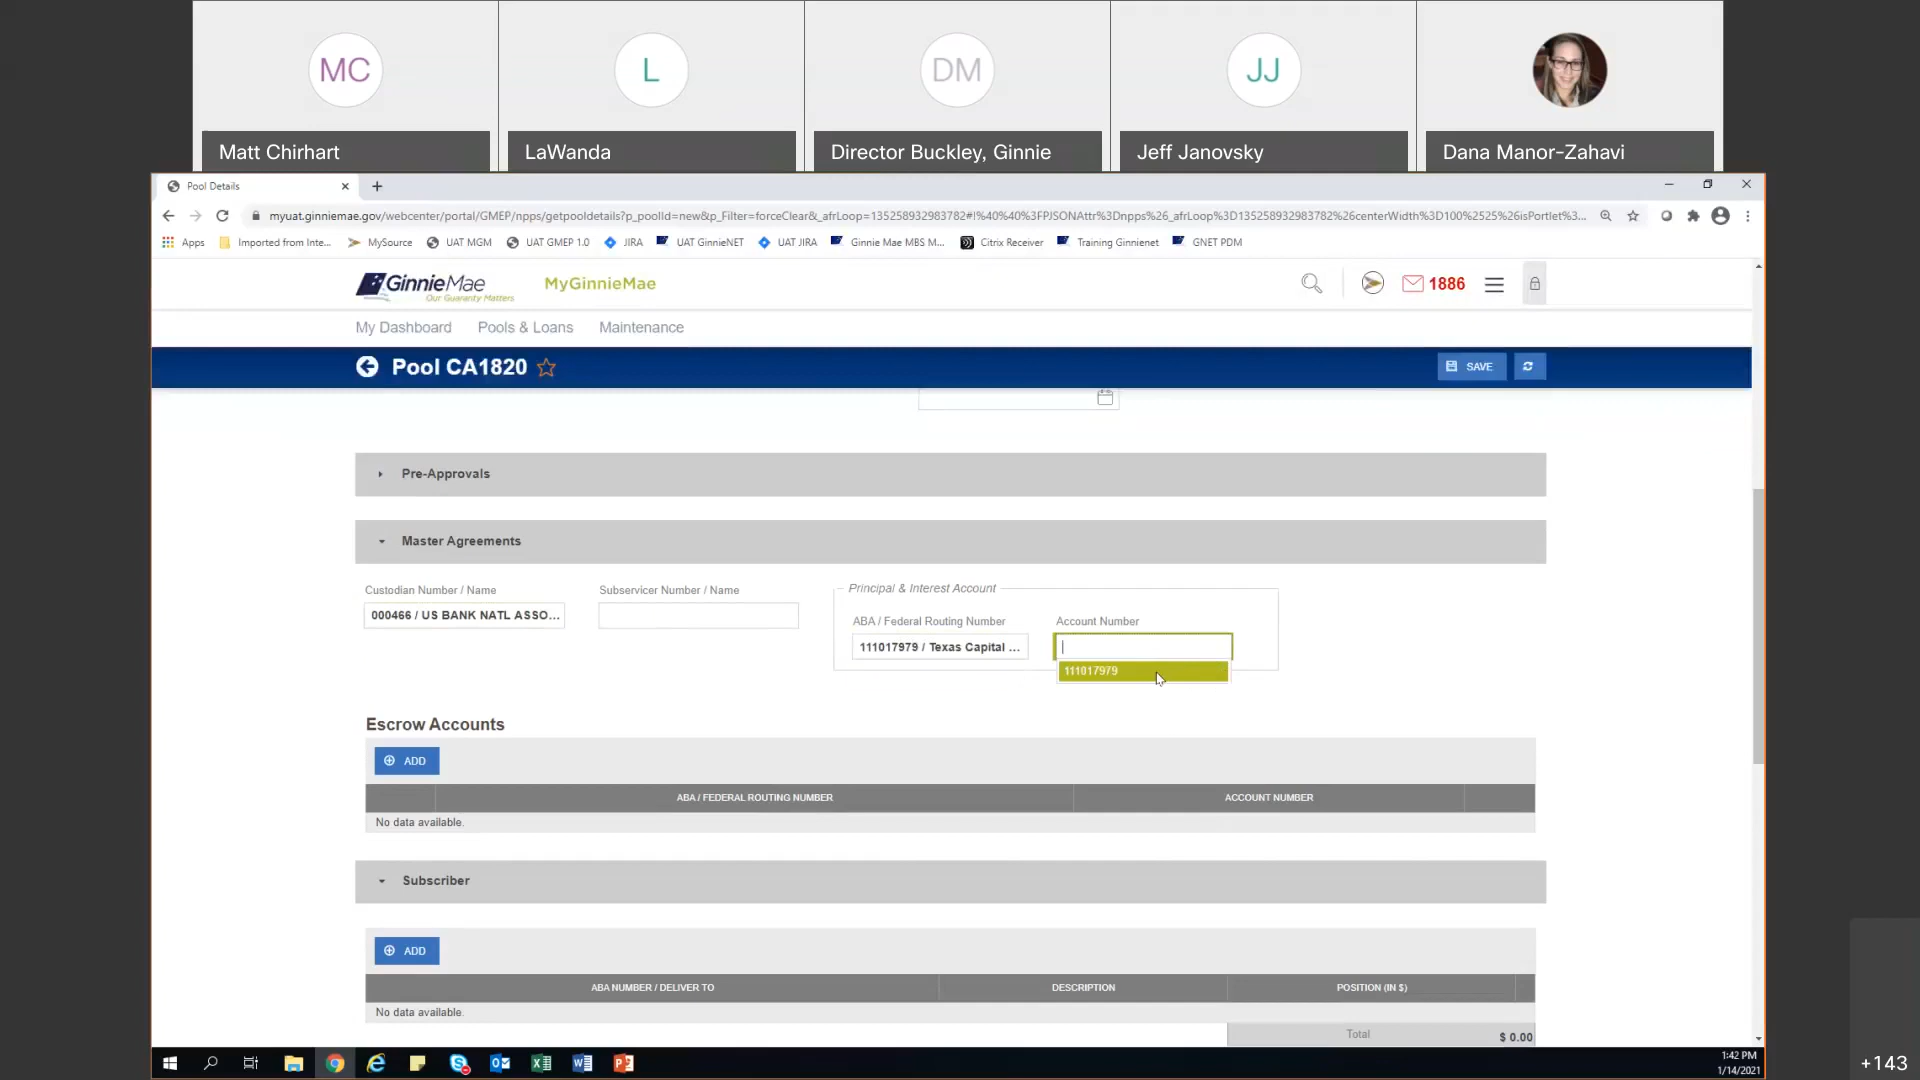 MC
L
DM
JJ
Matt Chirhart
LaWanda
Director Buckley, Ginnie
Jeff Janovsky
Dana Manor-Zahavi
Pool Details
myuat.ginniemae.gov/webcenter/portal/GMEP/npps/getpooldetails?p_poolId=new&p_Filter=forceClear&_afrLoop=135258932983782#!%40%40%3FPJSONAttr%3Dnpps%26_afrLoop%3D135258932983782%26centerWidth%3D100%2525%26isPortlet%3...
Apps
Imported from Inte...
MySource
UAT MGM
UAT GMEP 1.0
JIRA
UAT GinnieNET
UAT JIRA
Ginnie Mae MBS M...
Citrix Receiver
Training Ginnienet
GNET PDM
GinnieMae
Our Guaranty Matters
MyGinnieMae
1886
My Dashboard
Pools & Loans
Maintenance
Pool CA1820
SAVE
Pre-Approvals
Master Agreements
Custodian Number / Name
Subservicer Number / Name
Principal & Interest Account
000466 / US BANK NATL ASSO...
ABA / Federal Routing Number
Account Number
111017979 / Texas Capital ...
111017979
Escrow Accounts
ADD
ABA / FEDERAL ROUTING NUMBER
ACCOUNT NUMBER
No data available.
Subscriber
ADD
ABA NUMBER / DELIVER TO
DESCRIPTION
POSITION (IN $)
No data available.
Total
$ 0.00
1:42 PM
1/14/2021
+143